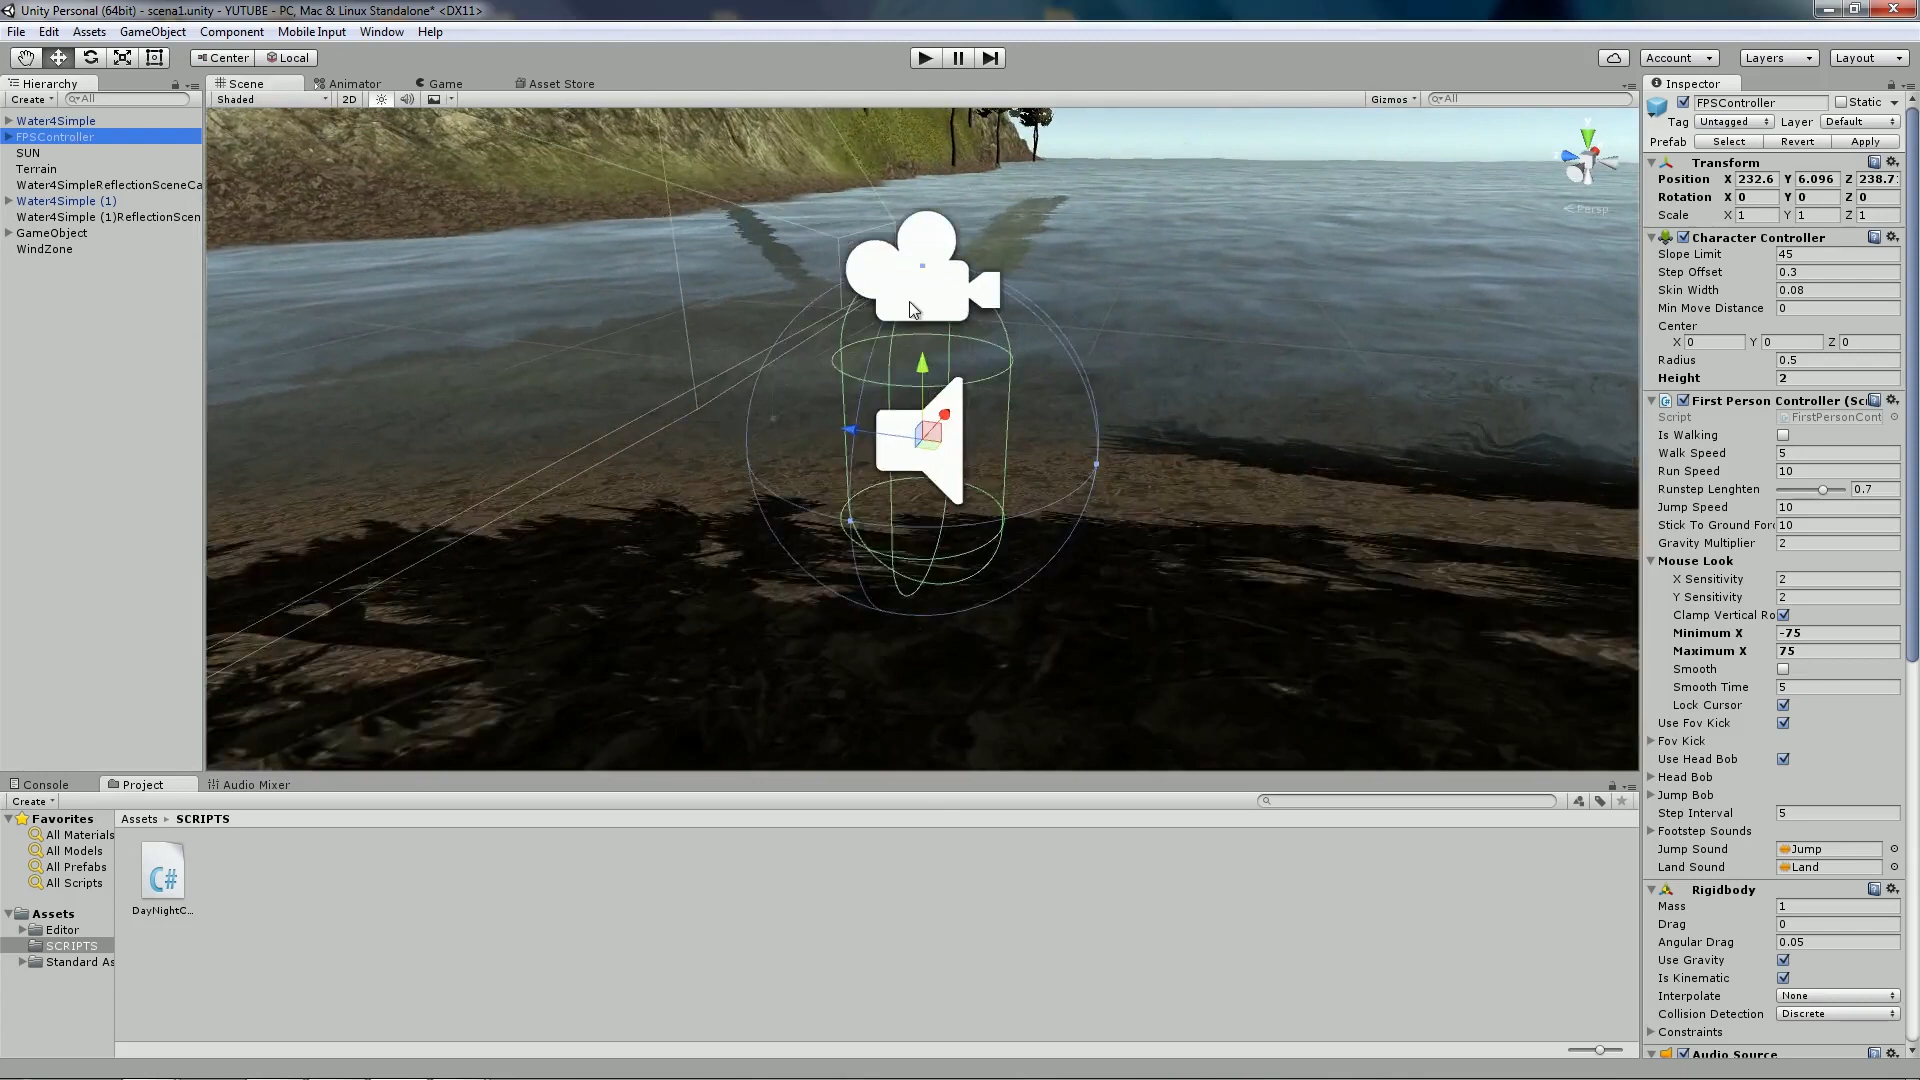 Unity Personal (64bit) - scena1.unity - YUTUBE - PC, Mac & Linux Standalone* <DX11>
File Edit Assets GameObject Component Mobile Input Window Help
Center Local
Account Layers Layout
Hierarchy
Create All
Water4Simple
FPSController
SUN
Terrain
Water4SimpleReflectionSceneCa
Water4Simple (1)
Water4Simple (1)ReflectionScen
GameObject
WindZone
Scene Animator Game Asset Store
Shaded 2D Gizmos All
Y
Persp
Inspector
FPSController Static
Tag Untagged Layer Default
Prefab Select Revert Apply
Transform
Position X 232.6 Y 6.096 Z 238.7
Rotation X 0 Y 0 Z 0
Scale X 1 Y 1 Z 1
Character Controller
Slope Limit 45
Step Offset 0.3
Skin Width 0.08
Min Move Distance 0
Center
X 0 Y 0 Z 0
Radius 0.5
Height 2
First Person Controller (Sc
Script FirstPersonCont
Is Walking
Walk Speed 5
Run Speed 10
Runstep Lenghten 0.7
Jump Speed 10
Stick To Ground For 10
Gravity Multiplier 2
Mouse Look
X Sensitivity 2
Y Sensitivity 2
Clamp Vertical Ro
Minimum X -75
Maximum X 75
Smooth
Smooth Time 5
Lock Cursor
Use Fov Kick
Fov Kick
Use Head Bob
Head Bob
Jump Bob
Step Interval 5
Footstep Sounds
Jump Sound Jump
Land Sound Land
Rigidbody
Mass 1
Drag 0
Angular Drag 0.05
Use Gravity
Is Kinematic
Interpolate None
Collision Detection Discrete
Constraints
Audio Source
Console Project Audio Mixer
Create
Favorites
All Materials
All Models
All Prefabs
All Scripts
Assets
Editor
SCRIPTS
Standard As
Assets SCRIPTS
C#
DayNightC...